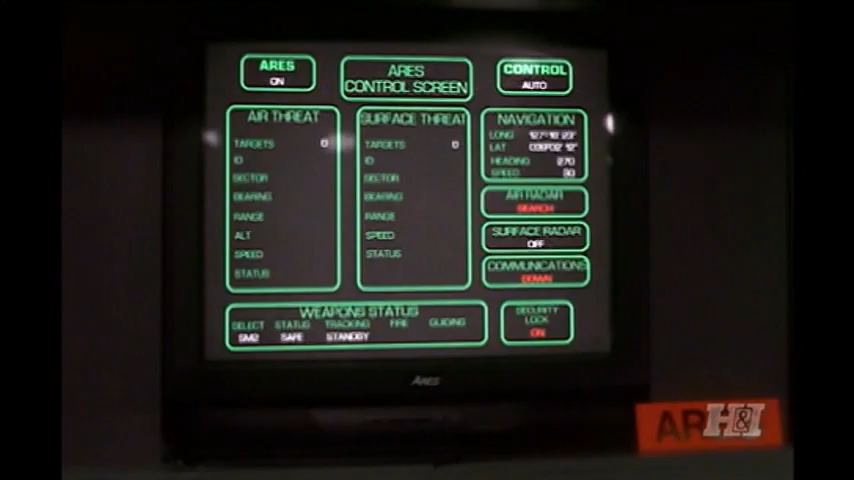 ARES
ON
ARES
CONTROL SCREEN
CONTROL
AUTO
AIR THREAT
TARGETS 0
ID
SECTOR
BEARING
RANGE
ALT
SPEED
STATUS
SURFACE THREAT
TARGETS 0
ID
SECTOR
BEARING
RANGE
SPEED
STATUS
NAVIGATION
LONG
LAT
HEADING 270
SPEED
AIR RADAR
SEARCH
SURFACE RADAR
OFF
COMMUNICATIONS
DOWN
WEAPONS STATUS
SELECT STATUS TRACKING FIRE GUIDING
SM2 SAFE STANDBY
SECURITY
LOCK
ON
ARES
AR
H&I